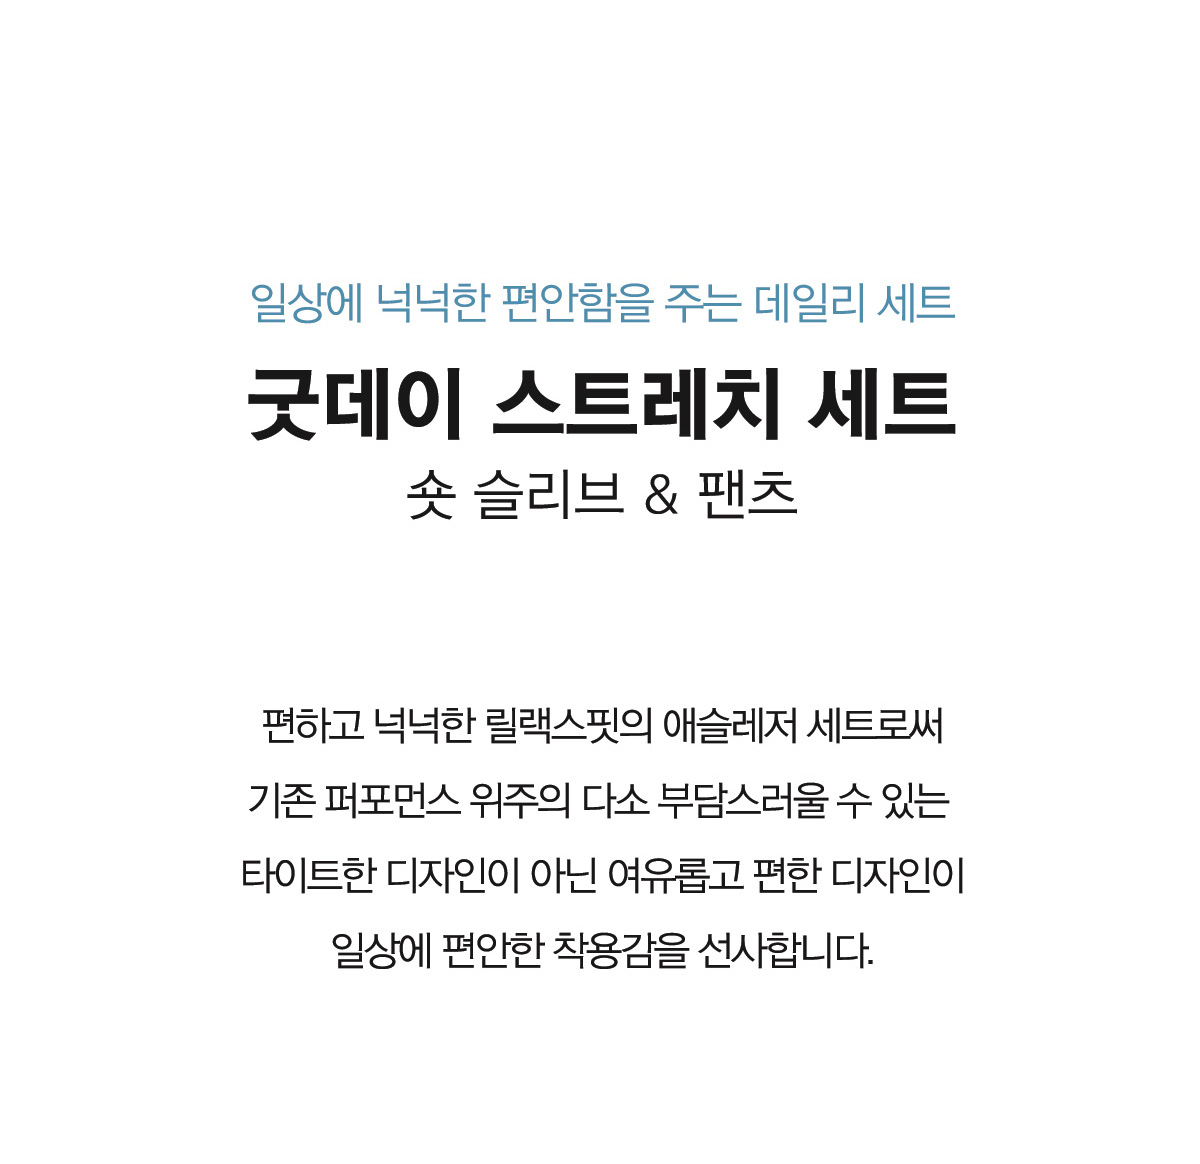 일상에 넉넉한 편안함을 주는 데일리 세트
굿데이 스트레치 세트
숏 슬리브 & 팬츠
편하고 넉넉한 릴랙스핏의 애슬레저 세트로써
기존 퍼포먼스 위주의 다소 부담스러울 수 있는
타이트한 디자인이 아닌 여유롭고 편한 디자인이
일상에 편안한 착용감을 선사합니다.